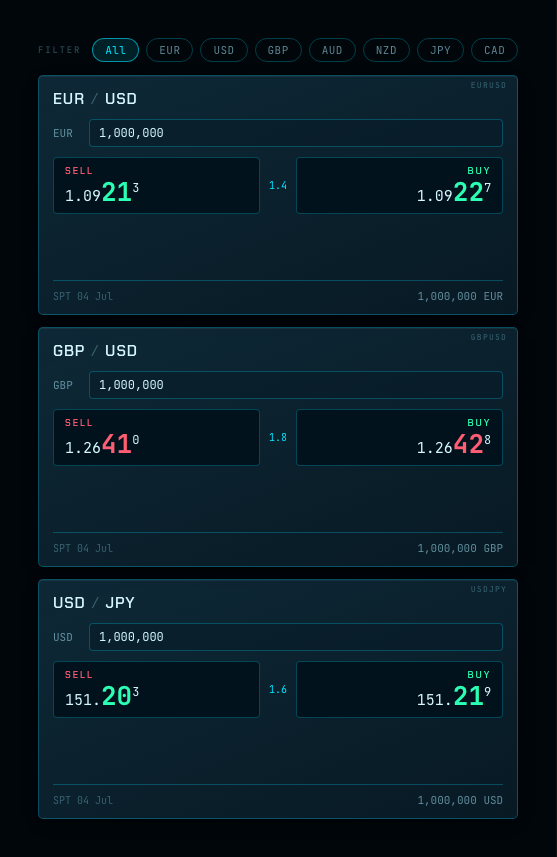 FILTER All EUR USD GBP AUD NZD JPY CAD
EURUSD
EUR / USD
EUR 1,000,000
SELL BUY
1.09213 1.4 1.09227
SPT 04 Jul 1,000,000 EUR
GBPUSD
GBP / USD
GBP 1,000,000
SELL BUY
1.26410 1.8 1.26428
SPT 04 Jul 1,000,000 GBP
USDJPY
USD / JPY
USD 1,000,000
SELL BUY
151.203 1.6 151.219
SPT 04 Jul 1,000,000 USD